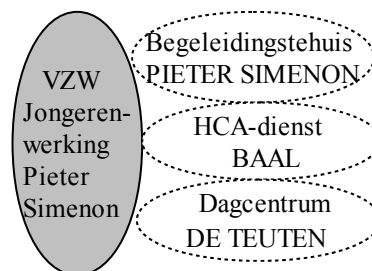 VZW
Jongeren-
werking
Pieter
Simenon
Begeleidingstehuis
PIETER SIMENON
HCA-dienst
BAAL
Dagcentrum
DE TEUTEN